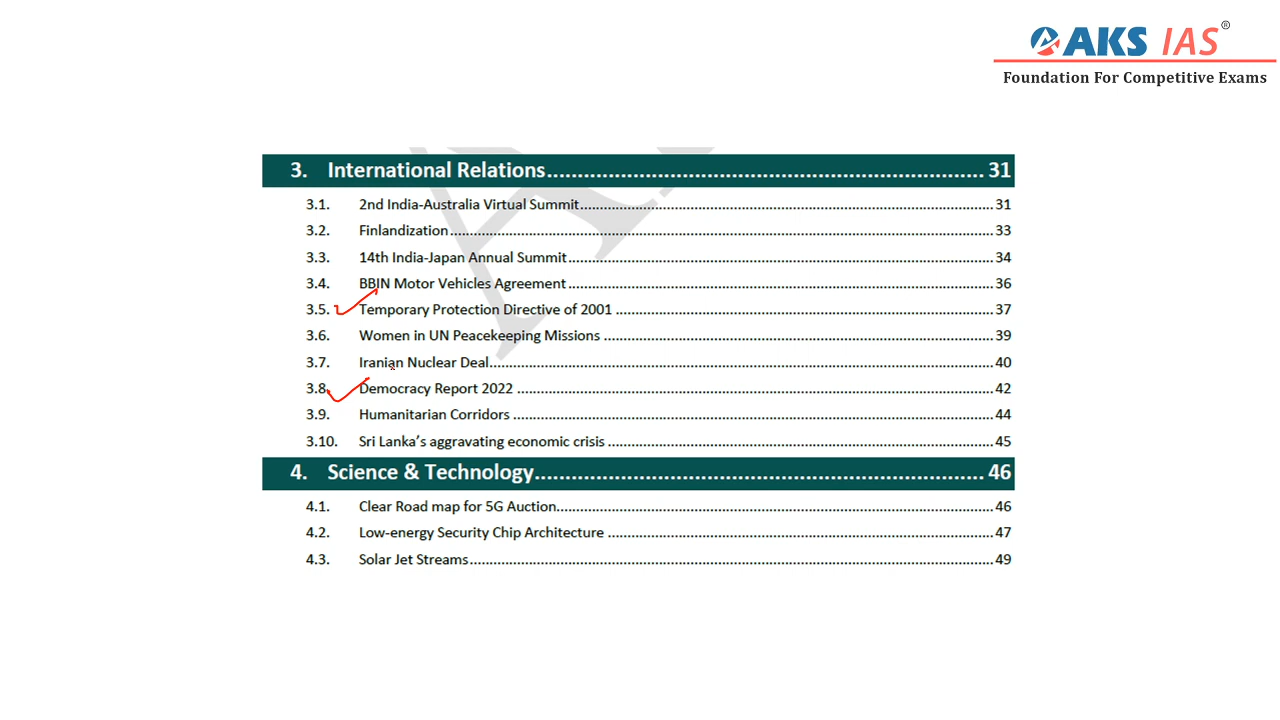 AKS IAS®
Foundation For Competitive Exams
3. International Relations 31
3.1. 2nd India-Australia Virtual Summit 31
3.2. Finlandization 33
3.3. 14th India-Japan Annual Summit 34
3.4. BBIN Motor Vehicles Agreement 36
3.5. Temporary Protection Directive of 2001 37
3.6. Women in UN Peacekeeping Missions 39
3.7. Iranian Nuclear Deal 40
3.8. Democracy Report 2022 42
3.9. Humanitarian Corridors 44
3.10. Sri Lanka’s aggravating economic crisis 45
4. Science & Technology 46
4.1. Clear Road map for 5G Auction 46
4.2. Low-energy Security Chip Architecture 47
4.3. Solar Jet Streams 49